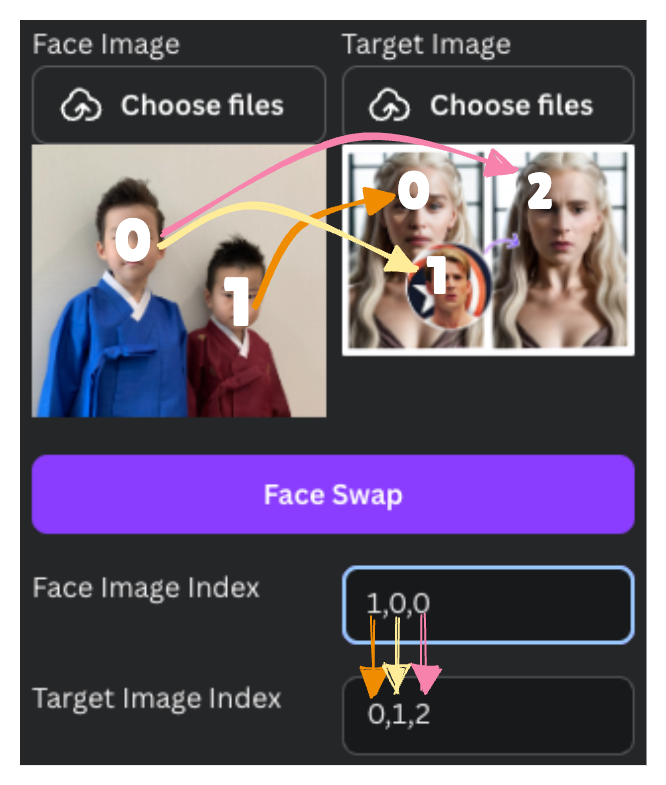 Face Image
Target Image
Choose files
Choose files
0
1
0
1
2
Face Swap
Face Image Index
1,0,0
Target Image Index
0,1,2